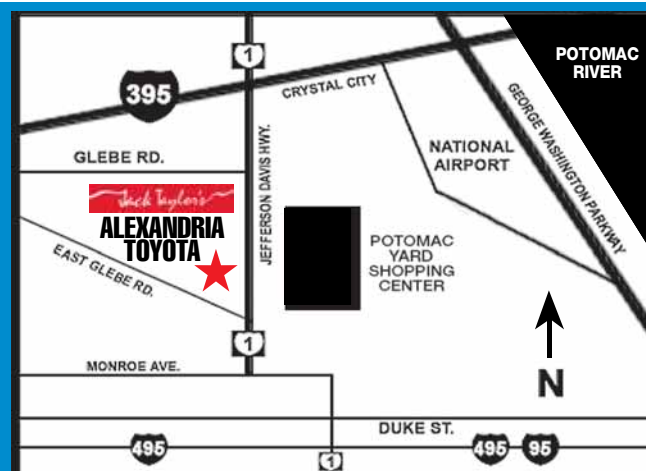 1
POTOMAC
RIVER
395
CRYSTAL CITY
GEORGE WASHINGTON PARKWAY
JEFFERSON DAVIS HWY.
GLEBE RD.
NATIONAL
AIRPORT
Jack Taylor's
ALEXANDRIA
TOYOTA
EAST GLEBE RD.
POTOMAC
YARD
SHOPPING
CENTER
1
MONROE AVE.
N
DUKE ST.
495
1
495
95